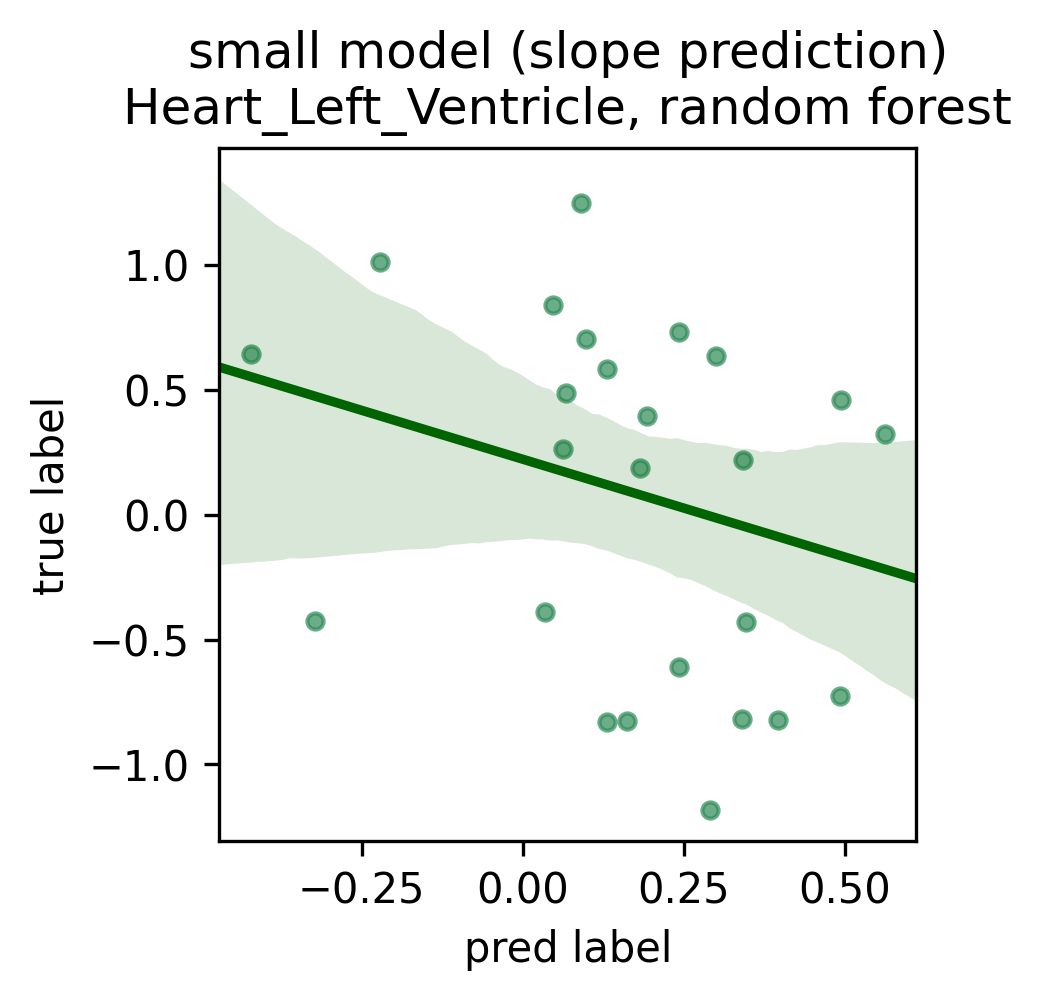 small model (slope prediction)
Heart_Left_Ventricle, random forest
1.0
0.5
0.0
−0.5
−1.0
true label
−0.25 0.00 0.25 0.50
pred label